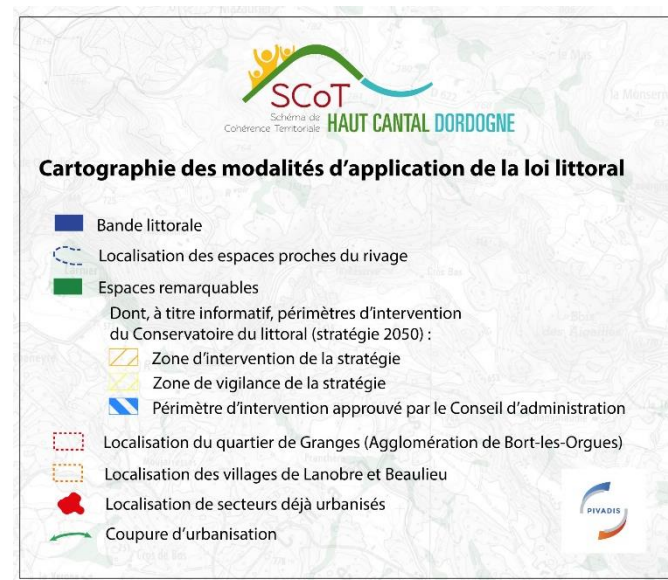 SCoT
Schéma de
Cohérence Territoriale HAUT CANTAL DORDOGNE
Cartographie des modalités d'application de la loi littoral
Bande littorale
Localisation des espaces proches du rivage
Espaces remarquables
Dont, à titre informatif, périmètres d'intervention
du Conservatoire du littoral (stratégie 2050) :
Zone d'intervention de la stratégie
Zone de vigilance de la stratégie
Périmètre d'intervention approuvé par le Conseil d'administration
Localisation du quartier de Granges (Agglomération de Bort-les-Orgues)
Localisation des villages de Lanobre et Beaulieu
Localisation de secteurs déjà urbanisés
PIVADIS
Coupure d'urbanisation